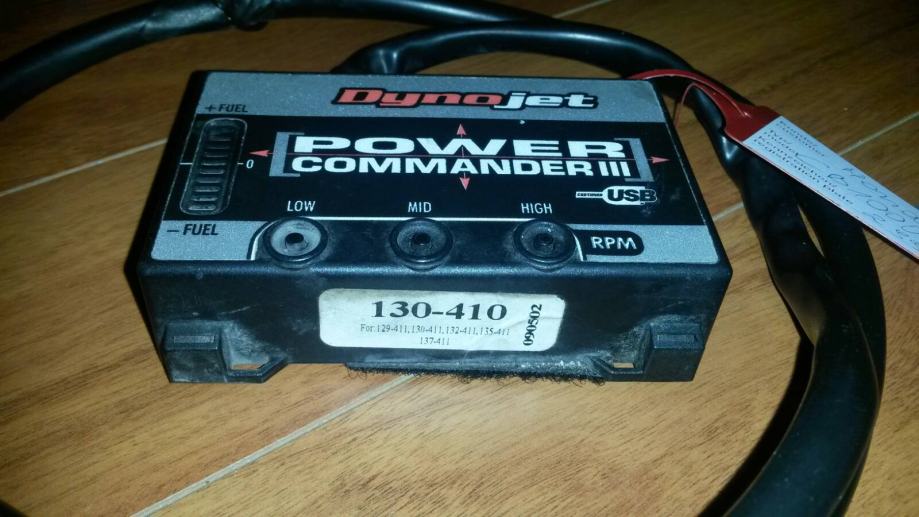 Dynojet
+ FUEL
POWER
0
COMMANDER III
USB
LOW MID HIGH
– FUEL
RPM
130-410
For: 129-411, 130-411, 132-411, 135-411
137-411
090502